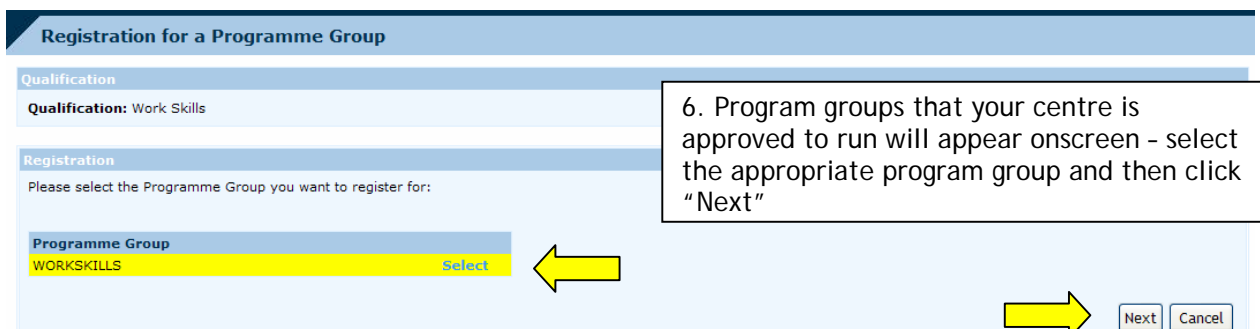 Registration for a Programme Group
Qualification
Qualification: Work Skills
6. Program groups that your centre is
approved to run will appear onscreen – select
the appropriate program group and then click
“Next”
Registration
Please select the Programme Group you want to register for:
Programme Group
WORKSKILLS Select
Next Cancel